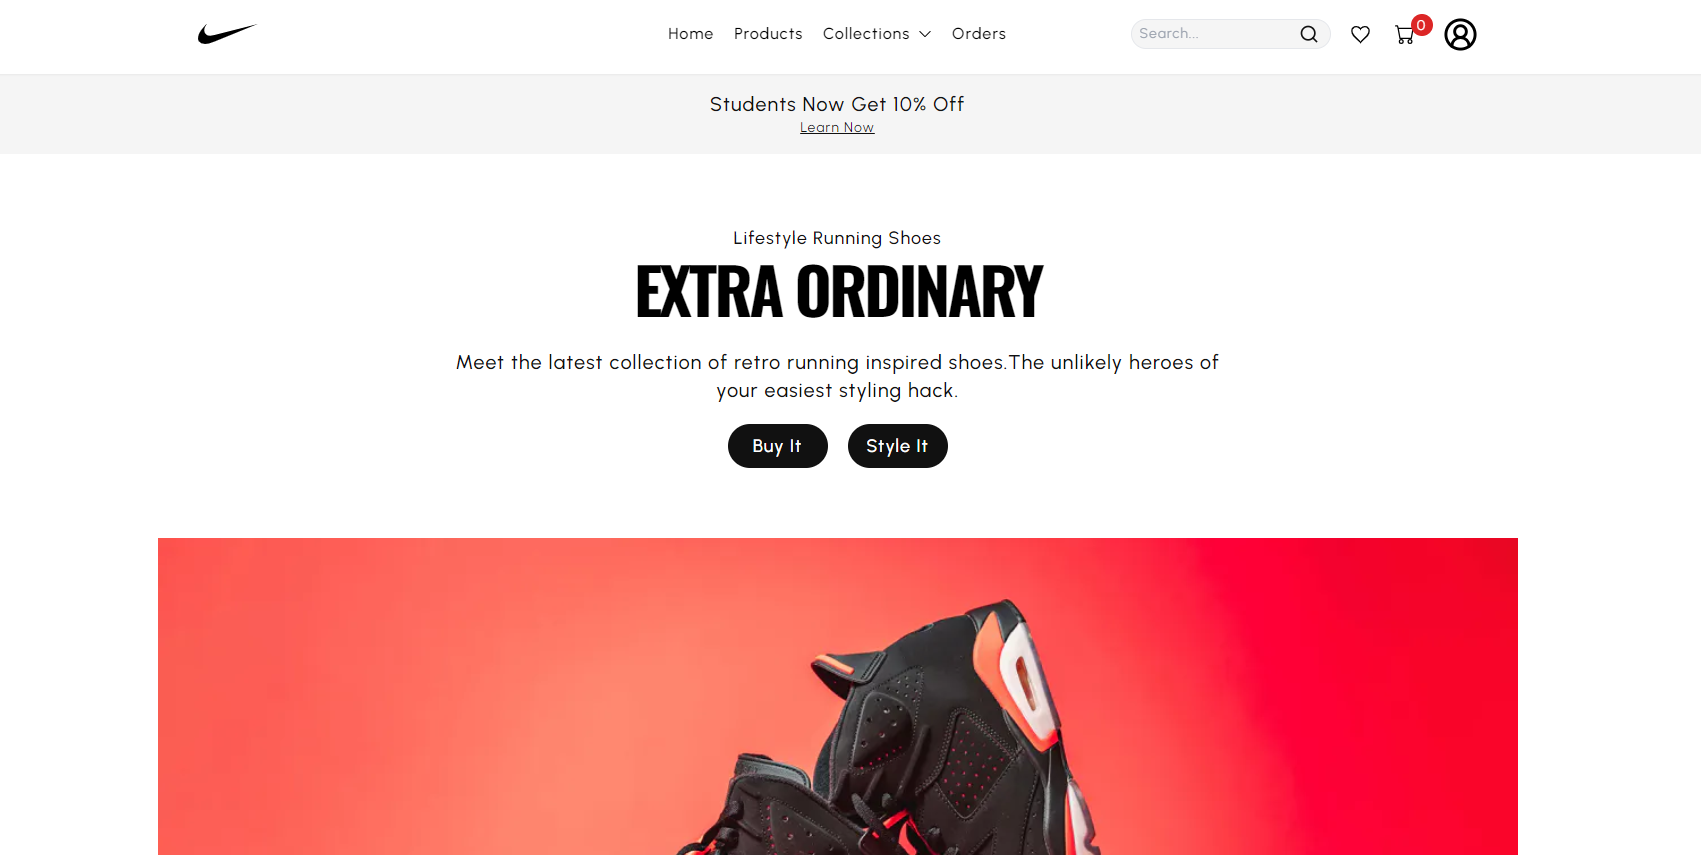 Home Products Collections Orders Search... 0
Students Now Get 10% Off
Learn Now
Lifestyle Running Shoes
EXTRA ORDINARY
Meet the latest collection of retro running inspired shoes.The unlikely heroes of
your easiest styling hack.
Buy It Style It